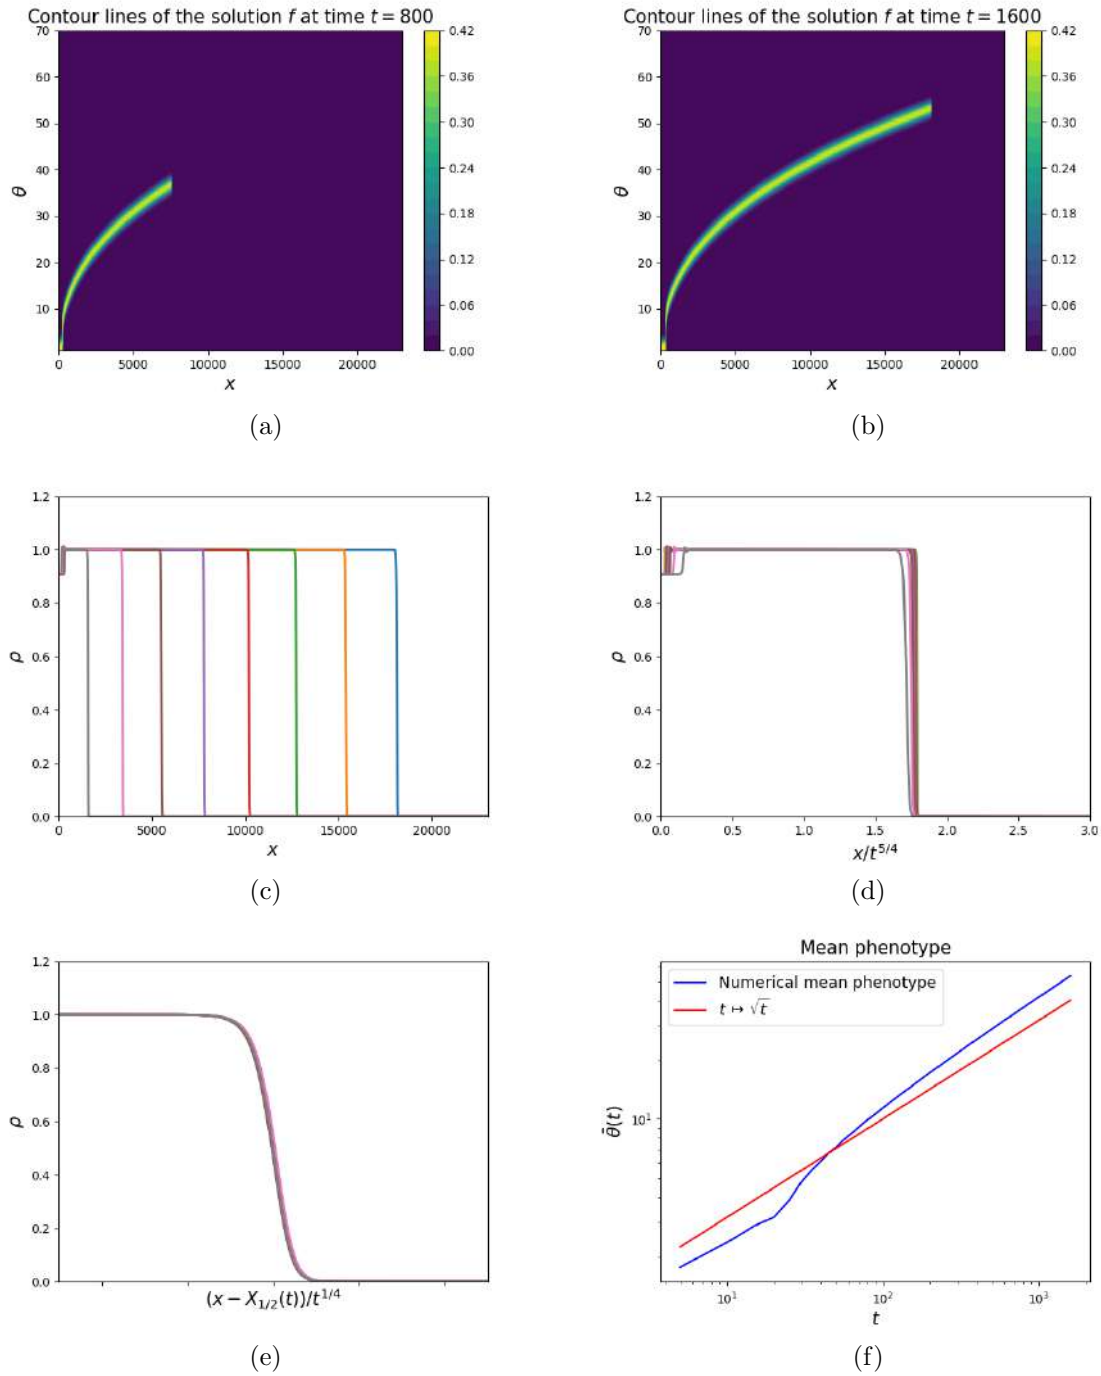 Contour lines of the solution f at time t = 800
70
60
50
40
30
20
10
θ
0 5000 10000 15000 20000
x
0.42
0.36
0.30
0.24
0.18
0.12
0.06
0.00
(a)
Contour lines of the solution f at time t = 1600
70
60
50
40
30
20
10
θ
0 5000 10000 15000 20000
x
0.42
0.36
0.30
0.24
0.18
0.12
0.06
0.00
(b)
1.2
1.0
0.8
0.6
0.4
0.2
0.0
ρ
0 5000 10000 15000 20000
x
(c)
1.2
1.0
0.8
0.6
0.4
0.2
0.0
ρ
0.0 0.5 1.0 1.5 2.0 2.5 3.0
x/t^{5/4}
(d)
1.2
1.0
0.8
0.6
0.4
0.2
0.0
ρ
(x − X_{1/2}(t))/t^{1/4}
(e)
Mean phenotype
Numerical mean phenotype
t ↦ √t
10^1
θ̄(t)
10^1 10^2 10^3
t
(f)